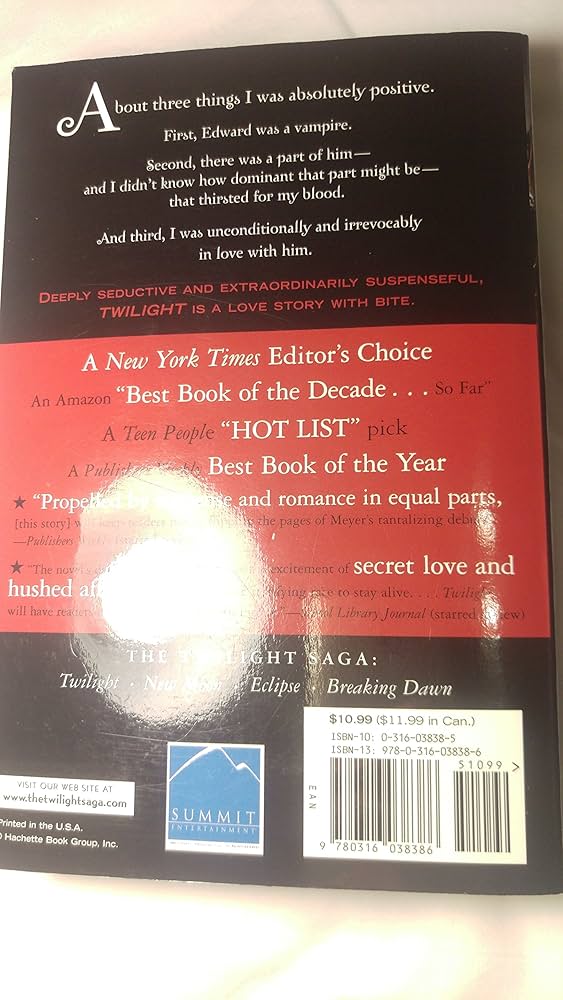 About three things I was absolutely positive.
First, Edward was a vampire.
Second, there was a part of him—
and I didn't know how dominant that part might be—
that thirsted for my blood.
And third, I was unconditionally and irrevocably
in love with him.
DEEPLY SEDUCTIVE AND EXTRAORDINARILY SUSPENSEFUL,
TWILIGHT IS A LOVE STORY WITH BITE.
A New York Times Editor's Choice
An Amazon "Best Book of the Decade . . . So Far"
A Teen People "HOT LIST" pick
A Publishers Weekly Best Book of the Year
★ "Propelled by and romance in equal parts,
[this story] will readers the pages of Meyer's tantalizing
—Publishers
★ "The excitement of secret love and
hushed race to stay alive. . . . Twilight
will have readers Library Journal (starred
THE TWILIGHT SAGA:
Twilight · New Moon Eclipse Breaking Dawn
$10.99 ($11.99 in Can.)
ISBN-10: 0-316-03838-5
ISBN-13: 978-0-316-03838-6
51099 >
EAN
9 780316 038386
VISIT OUR WEB SITE AT
www.thetwilightsaga.com
SUMMIT
ENTERTAINMENT
Printed in the U.S.A.
Hachette Book Group, Inc.